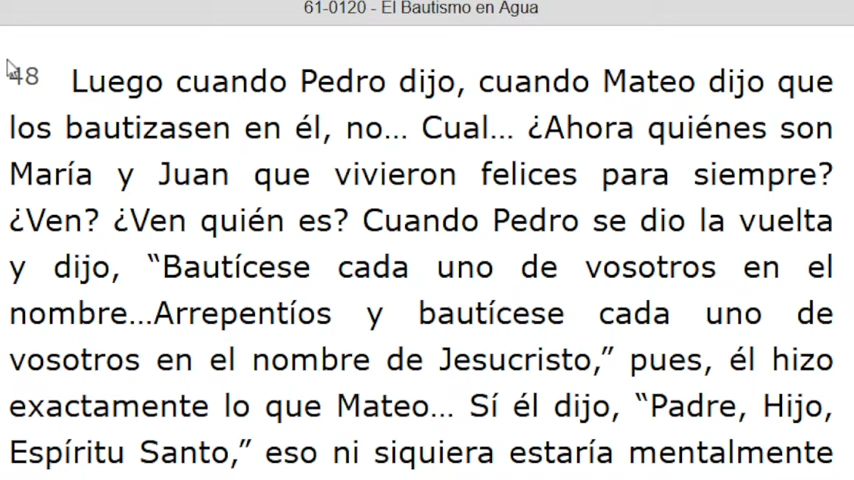 61-0120 - El Bautismo en Agua
48 Luego cuando Pedro dijo, cuando Mateo dijo que
los bautizasen en él, no... Cual... ¿Ahora quiénes son
María y Juan que vivieron felices para siempre?
¿Ven? ¿Ven quién es? Cuando Pedro se dio la vuelta
y dijo, “Bautícese cada uno de vosotros en el
nombre...Arrepentíos y bautícese cada uno de
vosotros en el nombre de Jesucristo,” pues, él hizo
exactamente lo que Mateo... Sí él dijo, “Padre, Hijo,
Espíritu Santo,” eso ni siquiera estaría mentalmente